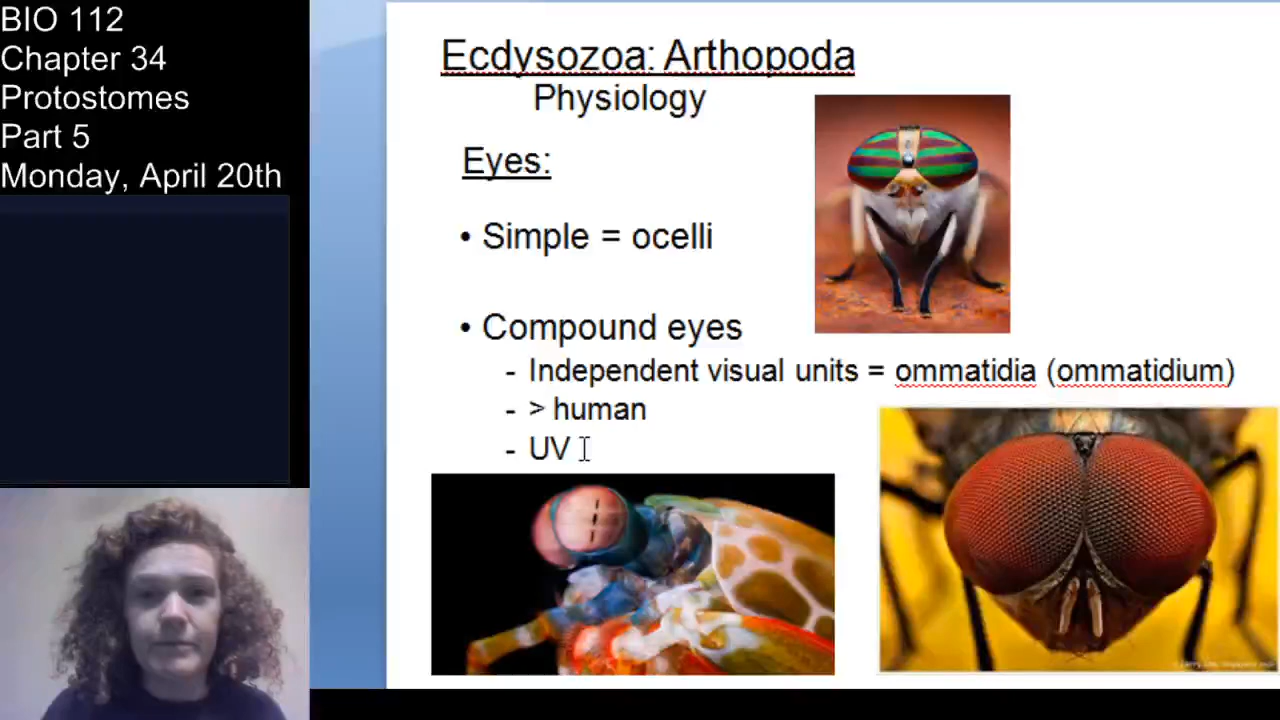 BIO 112
Chapter 34
Protostomes
Part 5
Monday, April 20th
Ecdysozoa: Arthopoda
Physiology
Eyes:
• Simple = ocelli
• Compound eyes
- Independent visual units = ommatidia (ommatidium)
- > human
- UV